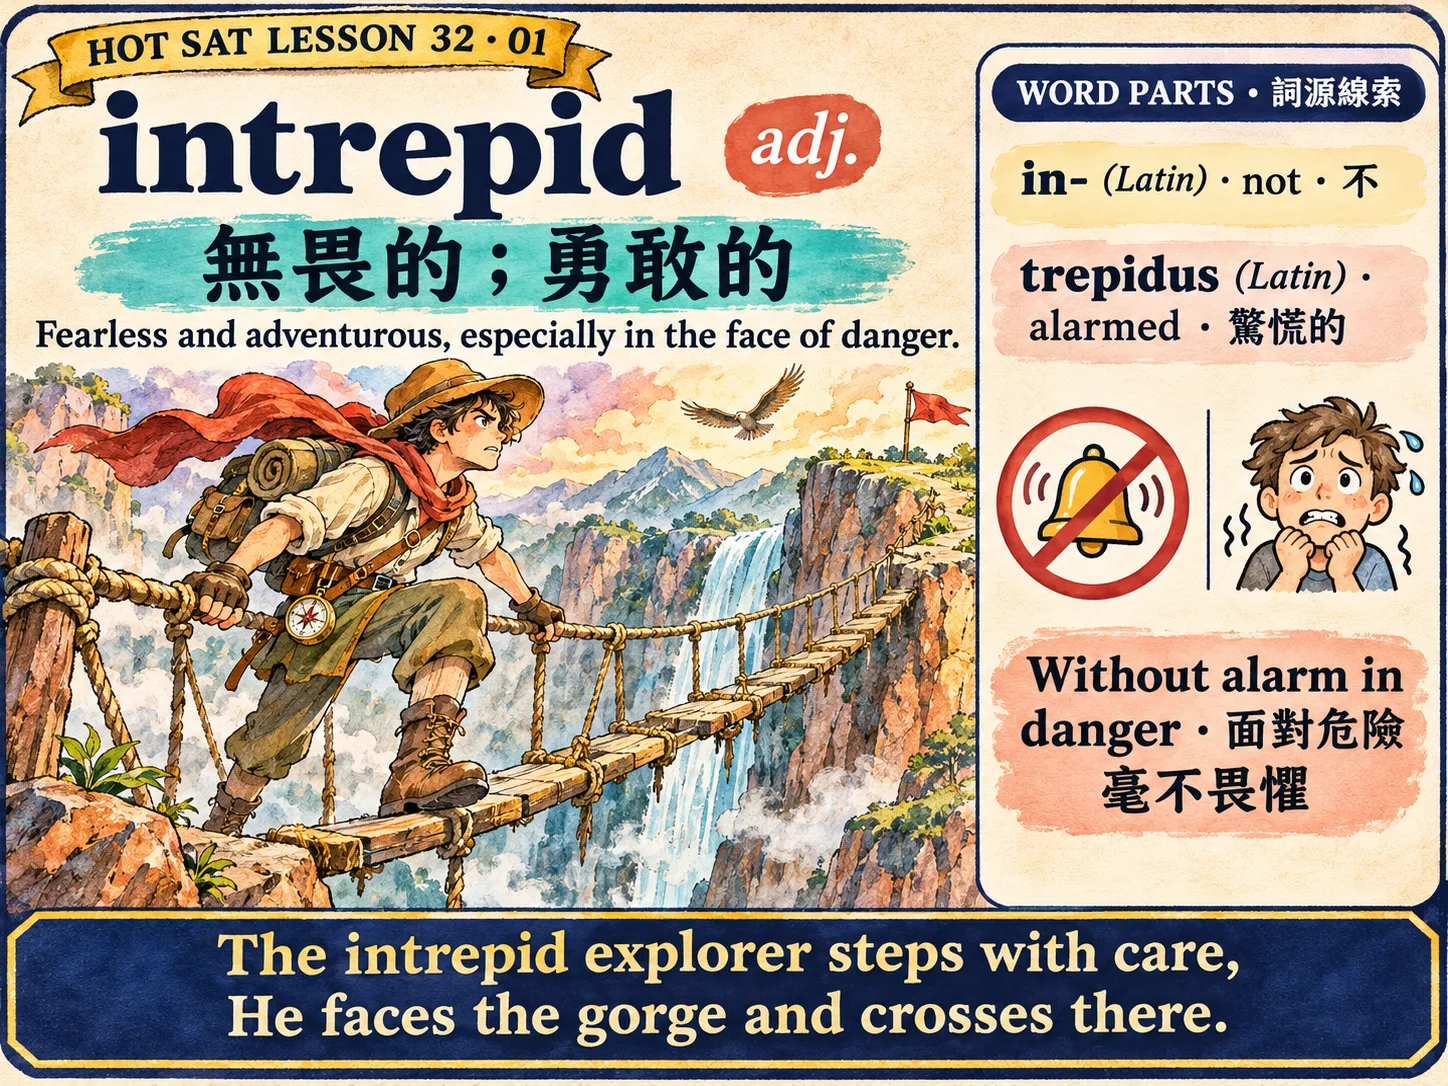 HOT SAT LESSON 32 · 01
intrepid
adj.
無畏的；勇敢的
Fearless and adventurous, especially in the face of danger.
WORD PARTS • 詞源線索
in- (Latin) · not · 不
trepidus (Latin) ·
alarmed · 驚慌的
Without alarm in
danger · 面對危險
毫不畏懼
The intrepid explorer steps with care,
He faces the gorge and crosses there.